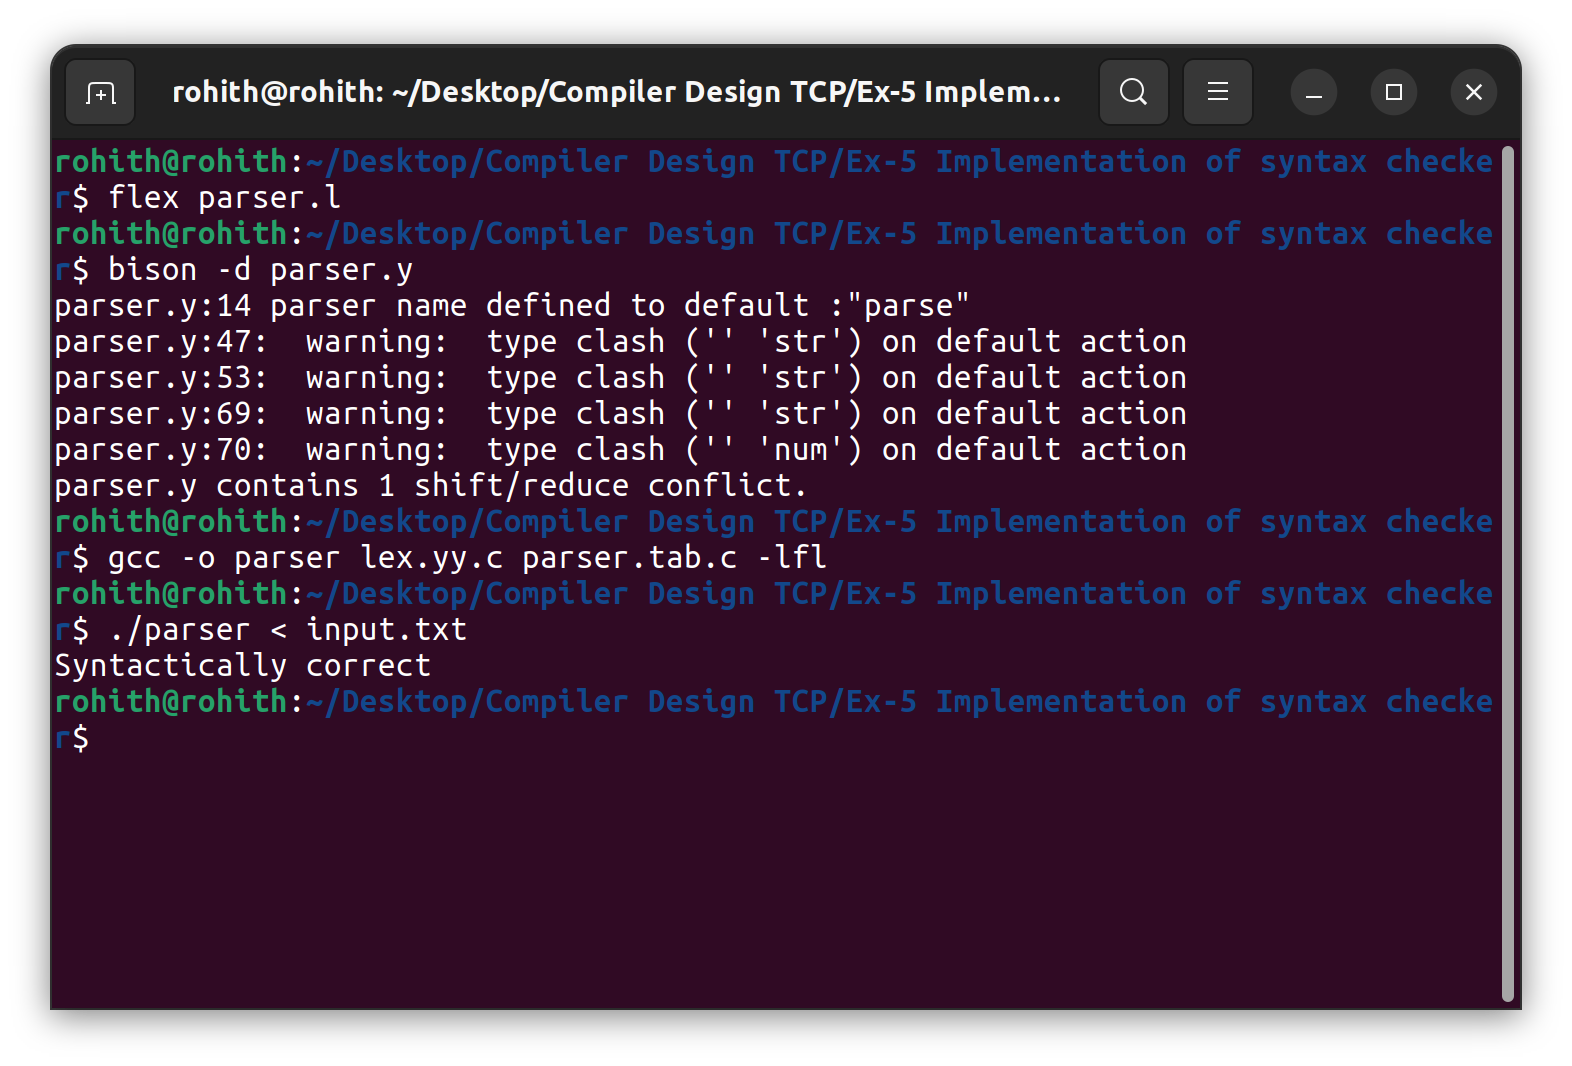 rohith@rohith: ~/Desktop/Compiler Design TCP/Ex-5 Implem...
rohith@rohith:~/Desktop/Compiler Design TCP/Ex-5 Implementation of syntax checke
r$ flex parser.l
rohith@rohith:~/Desktop/Compiler Design TCP/Ex-5 Implementation of syntax checke
r$ bison -d parser.y
parser.y:14 parser name defined to default :"parse"
parser.y:47:  warning:  type clash ('' 'str') on default action
parser.y:53:  warning:  type clash ('' 'str') on default action
parser.y:69:  warning:  type clash ('' 'str') on default action
parser.y:70:  warning:  type clash ('' 'num') on default action
parser.y contains 1 shift/reduce conflict.
rohith@rohith:~/Desktop/Compiler Design TCP/Ex-5 Implementation of syntax checke
r$ gcc -o parser lex.yy.c parser.tab.c -lfl
rohith@rohith:~/Desktop/Compiler Design TCP/Ex-5 Implementation of syntax checke
r$ ./parser < input.txt
Syntactically correct
rohith@rohith:~/Desktop/Compiler Design TCP/Ex-5 Implementation of syntax checke
r$